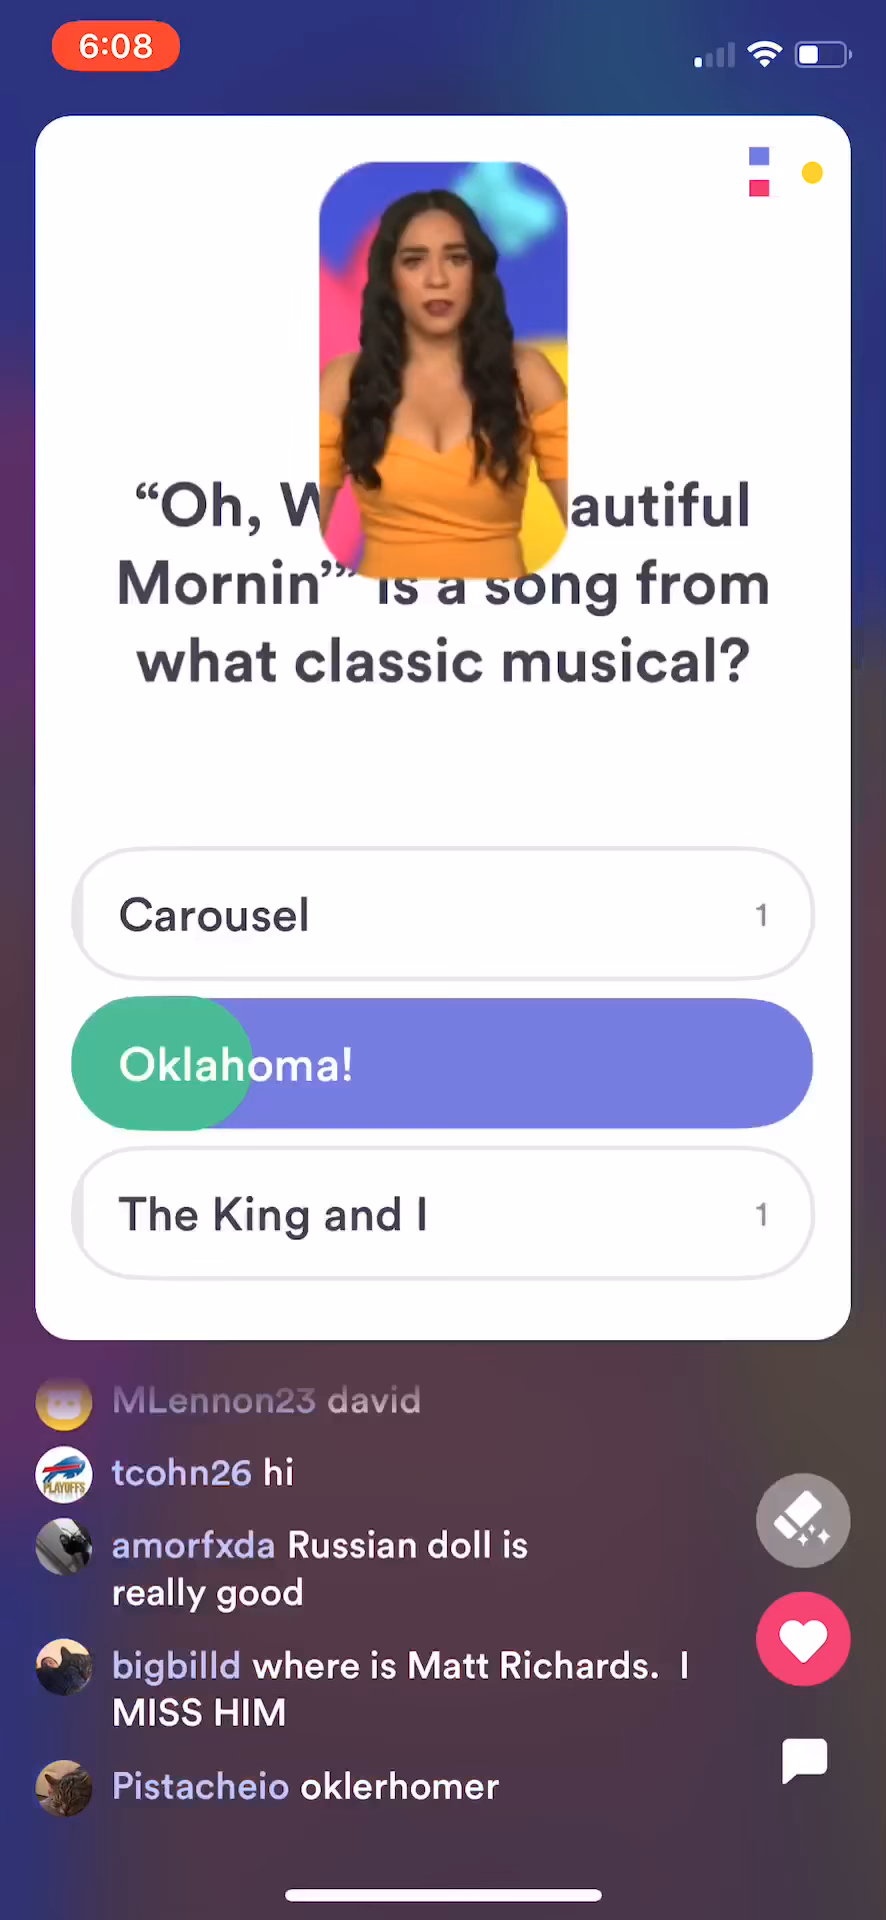 6:08
“Oh, autiful
Mornin’” is a song from
what classic musical?
Carousel 1
Oklahoma!
The King and I 1
MLennon23 david
tcohn26 hi
PLAYOFFS
amorfxda Russian doll is
really good
bigbilld where is Matt Richards. I
MISS HIM
Pistacheio oklerhomer